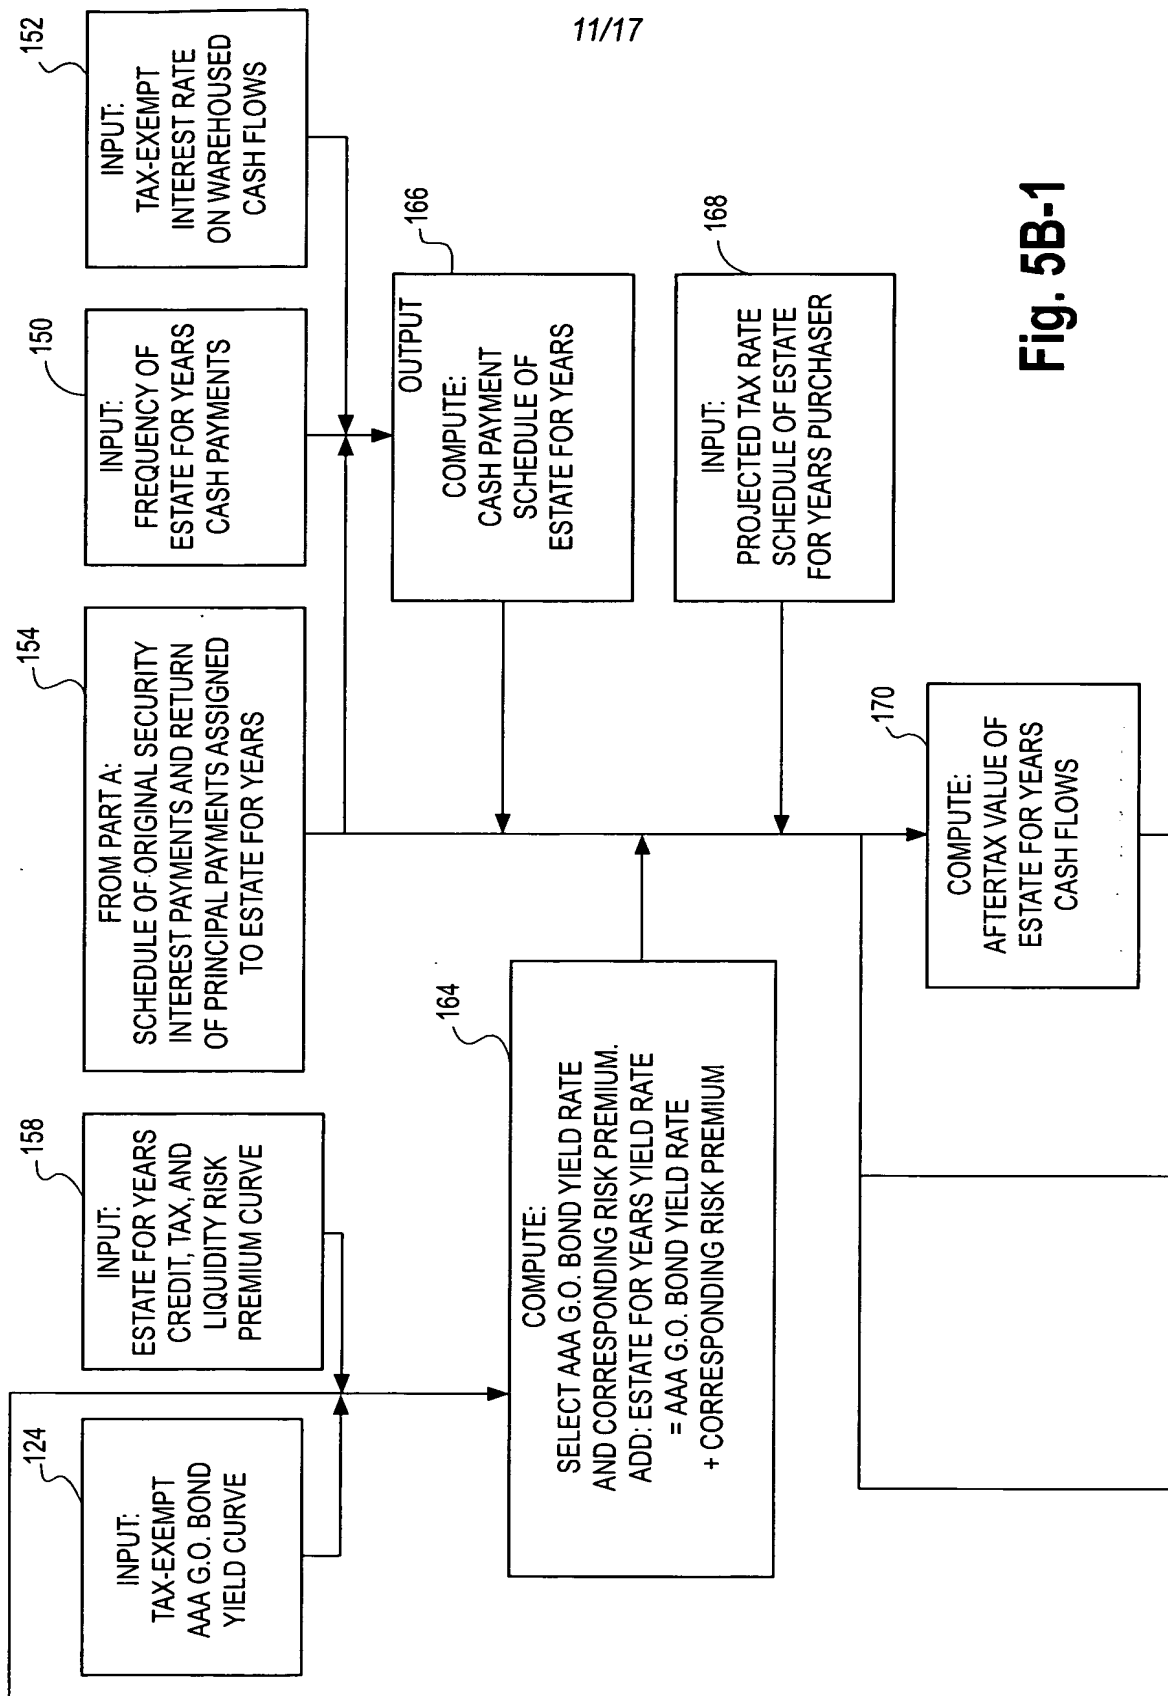 11/17
124
INPUT:
TAX-EXEMPT
AAA G.O. BOND
YIELD CURVE
158
INPUT:
ESTATE FOR YEARS
CREDIT, TAX, AND
LIQUIDITY RISK
PREMIUM CURVE
154
FROM PART A:
SCHEDULE OF ORIGINAL SECURITY
INTEREST PAYMENTS AND RETURN
OF PRINCIPAL PAYMENTS ASSIGNED
TO ESTATE FOR YEARS
150
INPUT:
FREQUENCY OF
ESTATE FOR YEARS
CASH PAYMENTS
152
INPUT:
TAX-EXEMPT
INTEREST RATE
ON WAREHOUSED
CASH FLOWS
164
COMPUTE:
SELECT AAA G.O. BOND YIELD RATE
AND CORRESPONDING RISK PREMIUM.
ADD: ESTATE FOR YEARS YIELD RATE
= AAA G.O. BOND YIELD RATE
+ CORRESPONDING RISK PREMIUM
166
OUTPUT
COMPUTE:
CASH PAYMENT
SCHEDULE OF
ESTATE FOR YEARS
168
INPUT:
PROJECTED TAX RATE
SCHEDULE OF ESTATE
FOR YEARS PURCHASER
170
COMPUTE:
AFTERTAX VALUE OF
ESTATE FOR YEARS
CASH FLOWS
Fig. 5B-1